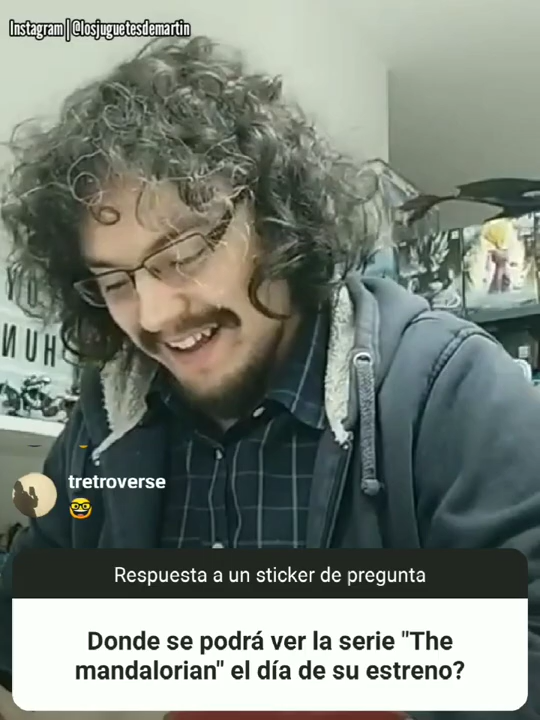 Instagram | @losjuguetesdemartin
HUN
tretroverse
🤓
Respuesta a un sticker de pregunta
Donde se podrá ver la serie "The
mandalorian" el día de su estreno?